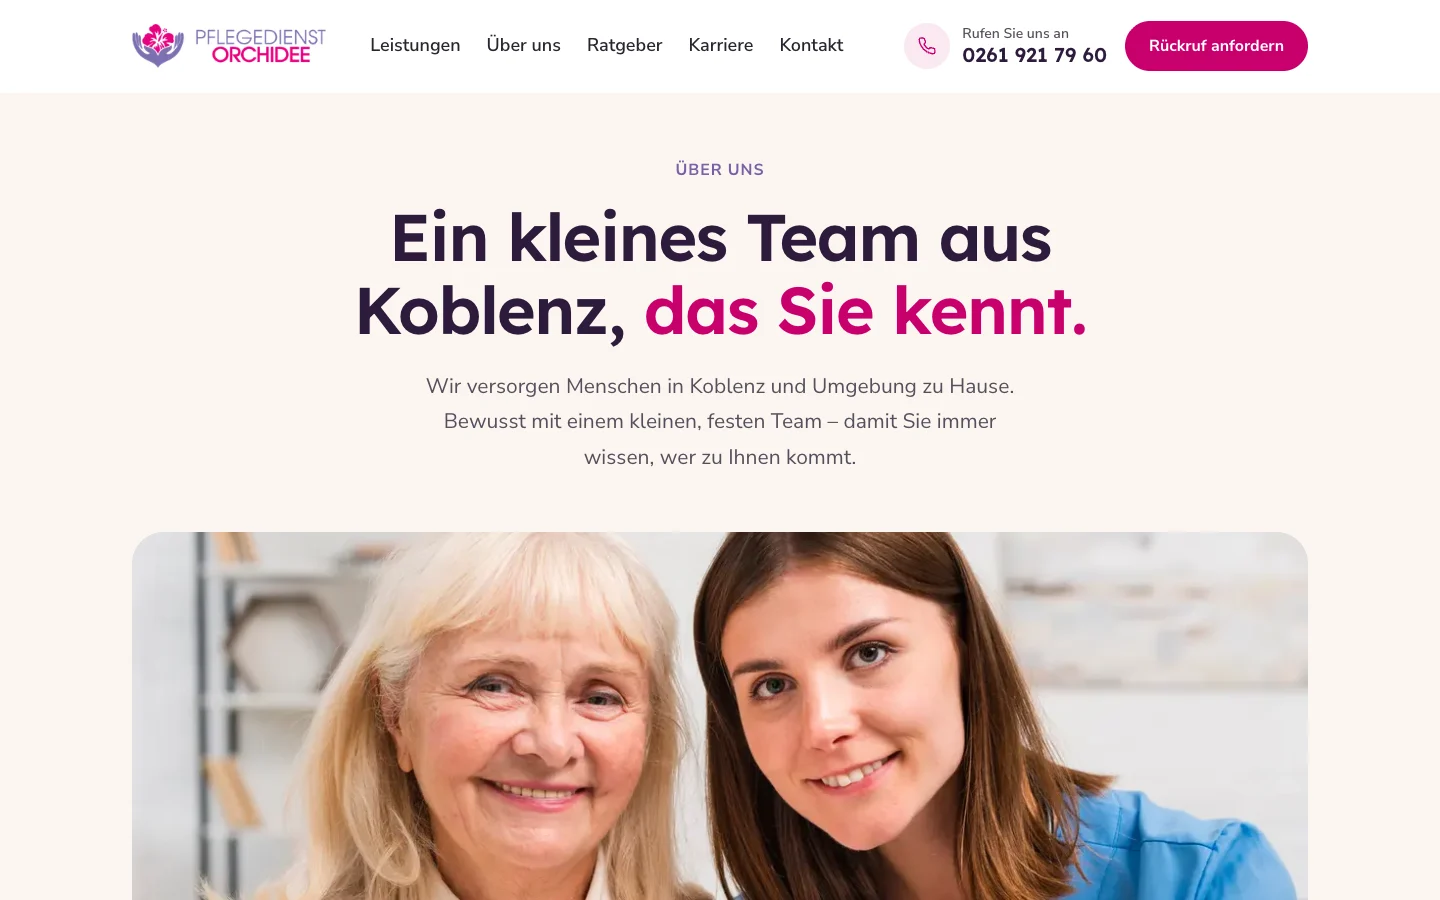 PFLEGEDIENST
ORCHIDEE
Leistungen
Über uns
Ratgeber
Karriere
Kontakt
Rufen Sie uns an
0261 921 79 60
Rückruf anfordern
ÜBER UNS
Ein kleines Team aus
Koblenz, das Sie kennt.
Wir versorgen Menschen in Koblenz und Umgebung zu Hause.
Bewusst mit einem kleinen, festen Team – damit Sie immer
wissen, wer zu Ihnen kommt.